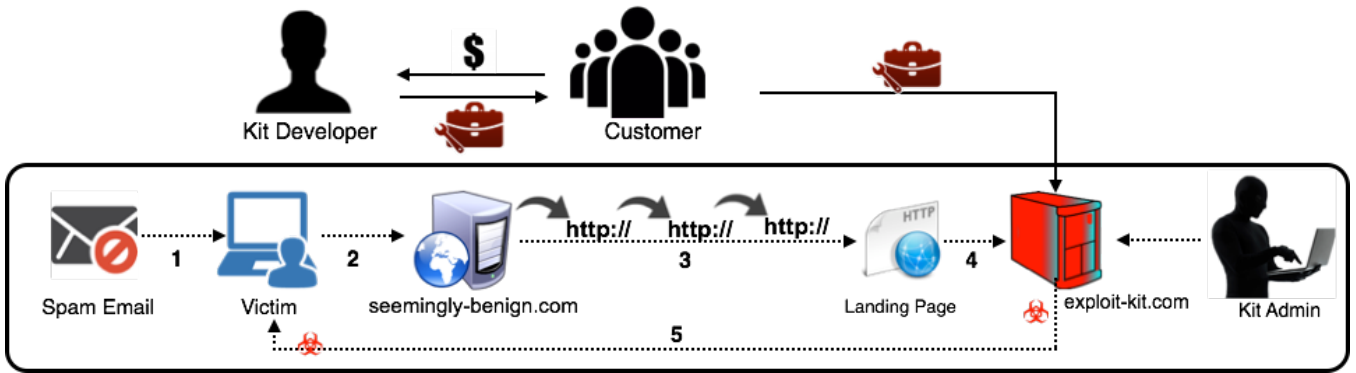 $
Kit Developer
Customer
http://
http://
http://
HTTP
1
2
3
4
Spam Email
Victim
seemingly-benign.com
Landing Page
exploit-kit.com
Kit Admin
5